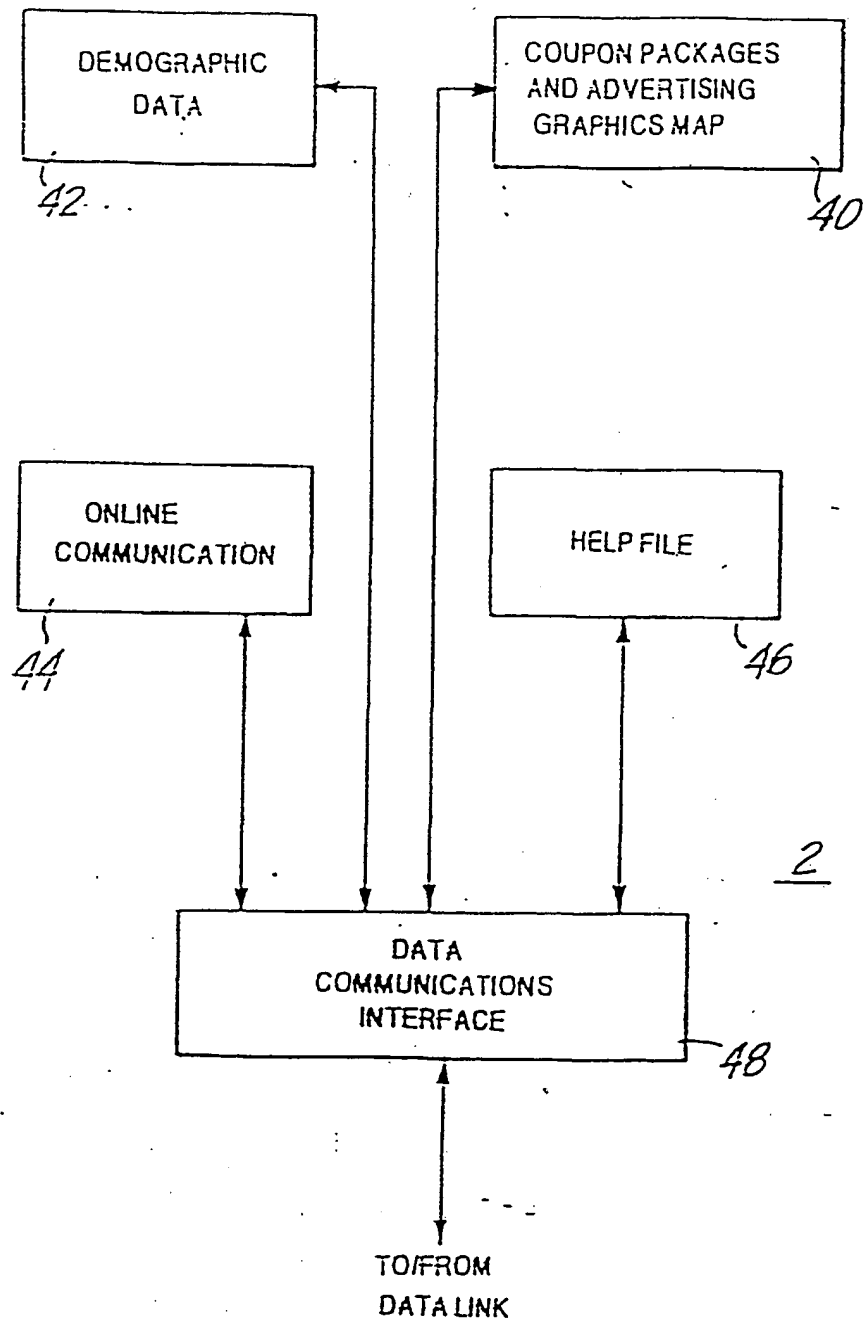 DEMOGRAPHIC
DATA
42
COUPON PACKAGES
AND ADVERTISING
GRAPHICS MAP
40
ONLINE
COMMUNICATION
44
HELP FILE
46
2
DATA
COMMUNICATIONS
INTERFACE
48
TO/FROM
DATA LINK